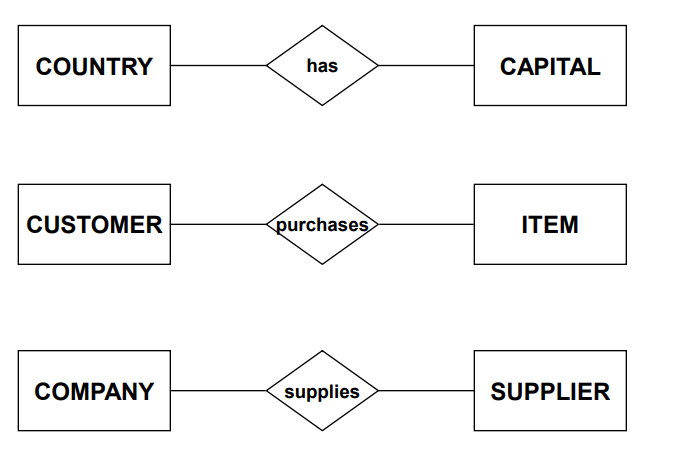 COUNTRY has CAPITAL
CUSTOMER purchases ITEM
COMPANY supplies SUPPLIER